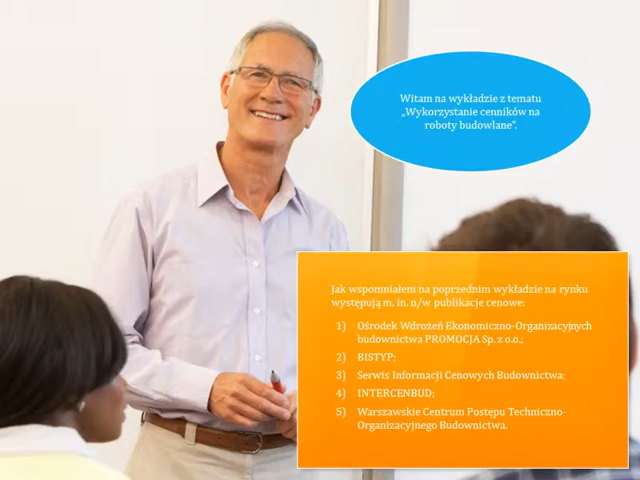 Witam na wykładzie z tematu
„Wykorzystanie cenników na
roboty budowlane”.
Jak wspomniałem na poprzednim wykładzie na rynku
występują m. in. n/w publikacje cenowe:
1) Ośrodek Wdrożeń Ekonomiczno-Organizacyjnych
budownictwa PROMOCJA Sp. z o.o.;
2) BISTYP;
3) Serwis Informacji Cenowych Budownictwa;
4) INTERCENBUD;
5) Warszawskie Centrum Postępu Techniczno-
Organizacyjnego Budownictwa.